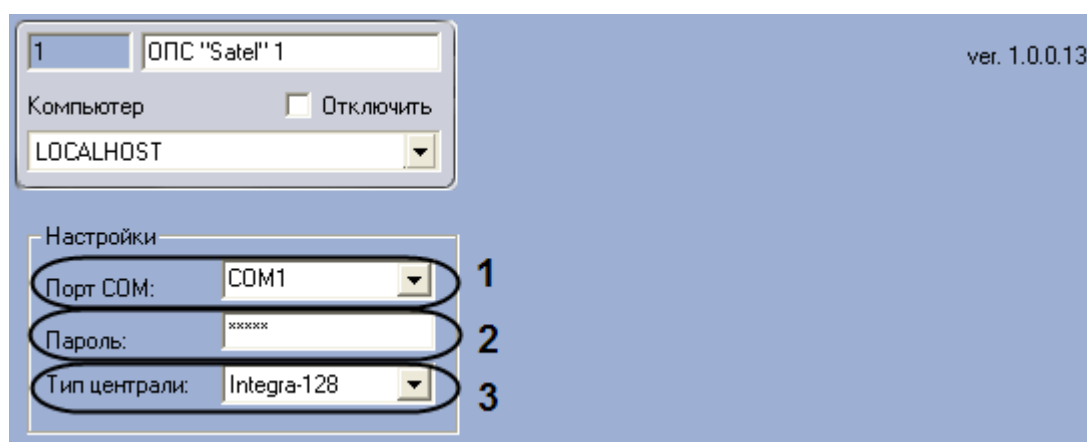 1 ОПС "Satel" 1
ver. 1.0.0.13
Компьютер Отключить
LOCALHOST
Настройки
Порт COM: COM1 1
Пароль: xxxxx 2
Тип централи: Integra-128 3